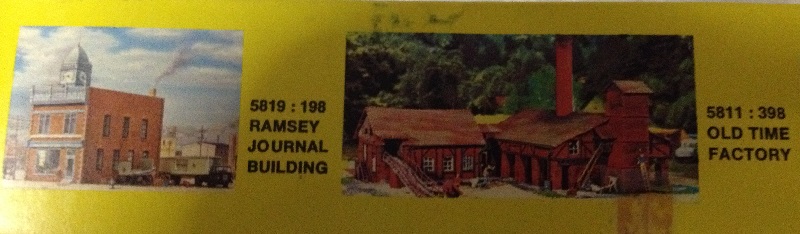 5819 : 198
RAMSEY
JOURNAL
BUILDING
5811 : 398
OLD TIME
FACTORY